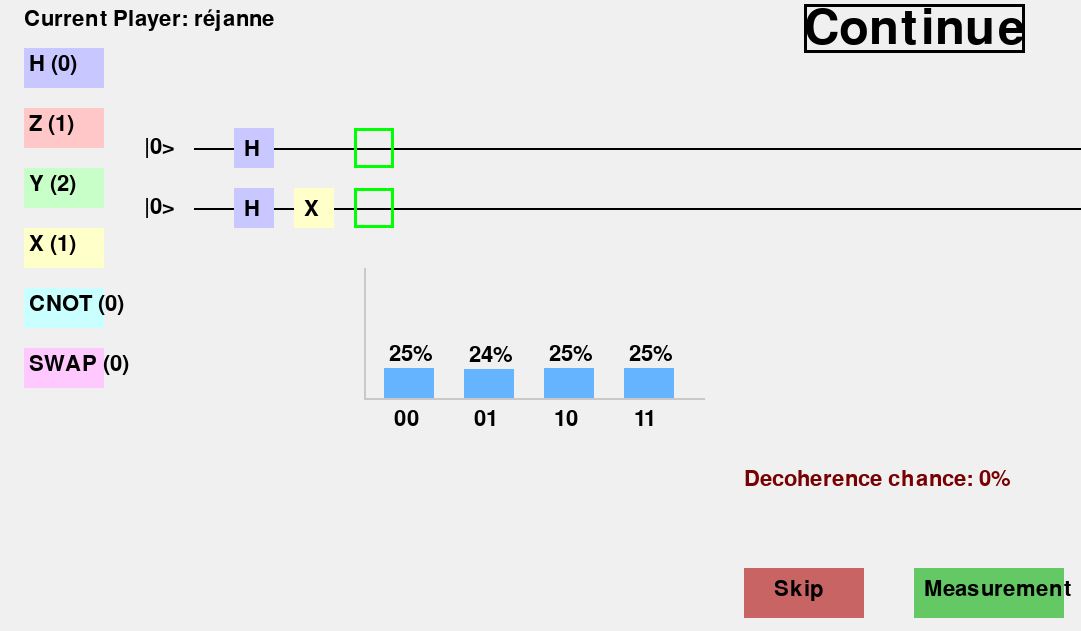 Current Player: réjanne
Continue
H (0)
Z (1)
|0> H
Y (2)
|0> H X
X (1)
CNOT (0)
SWAP (0)
25% 24% 25% 25%
00 01 10 11
Decoherence chance: 0%
Skip
Measurement